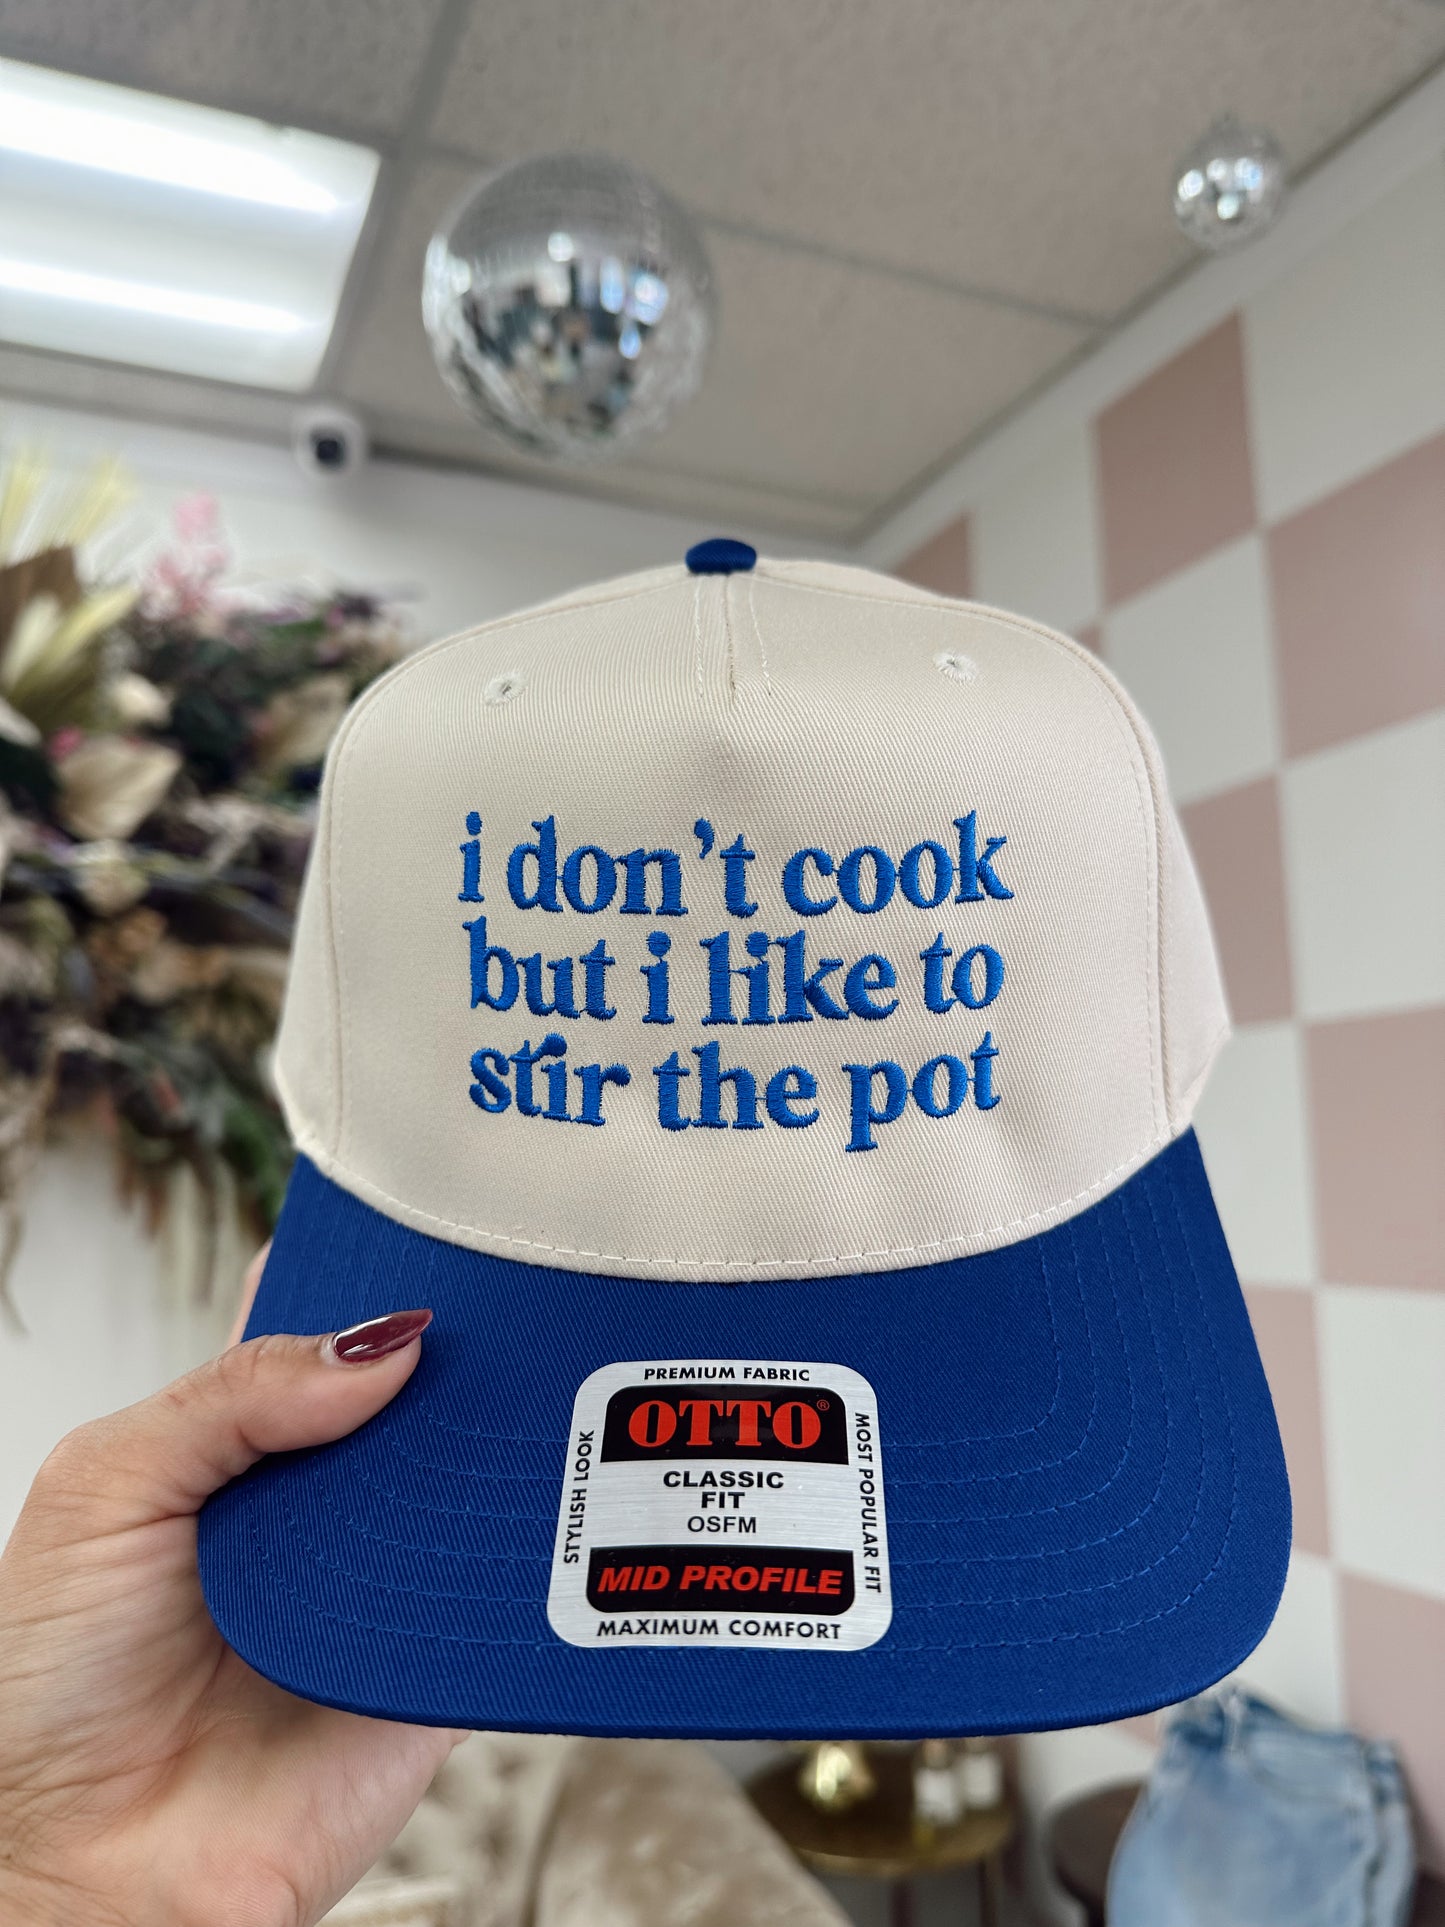 i don't cook
but i like to
stir the pot
PREMIUM FABRIC
OTTO®
STYLISH LOOK
MOST POPULAR FIT
CLASSIC
FIT
OSFM
MID PROFILE
MAXIMUM COMFORT